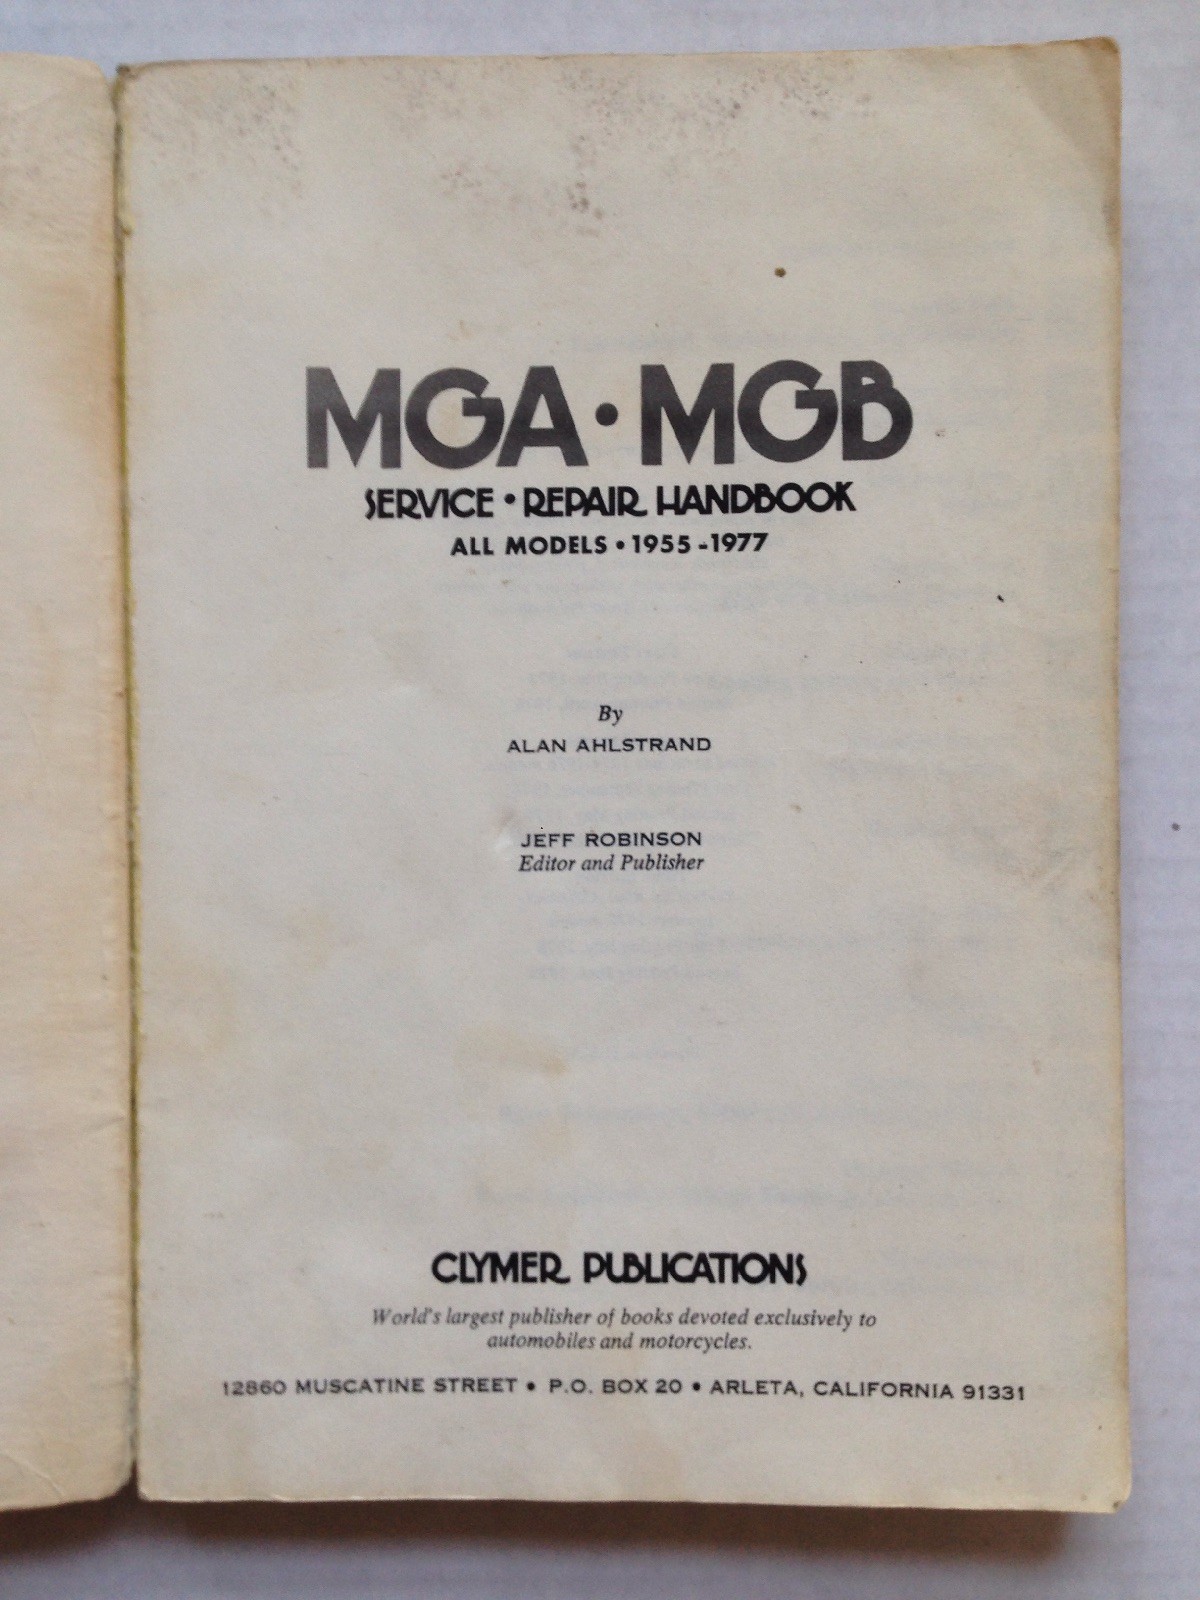 MGA • MGB
SERVICE • REPAIR HANDBOOK
ALL MODELS • 1955-1977
By
ALAN AHLSTRAND
JEFF ROBINSON
Editor and Publisher
CLYMER PUBLICATIONS
World's largest publisher of books devoted exclusively to
automobiles and motorcycles.
12860 MUSCATINE STREET • P.O. BOX 20 • ARLETA, CALIFORNIA 91331